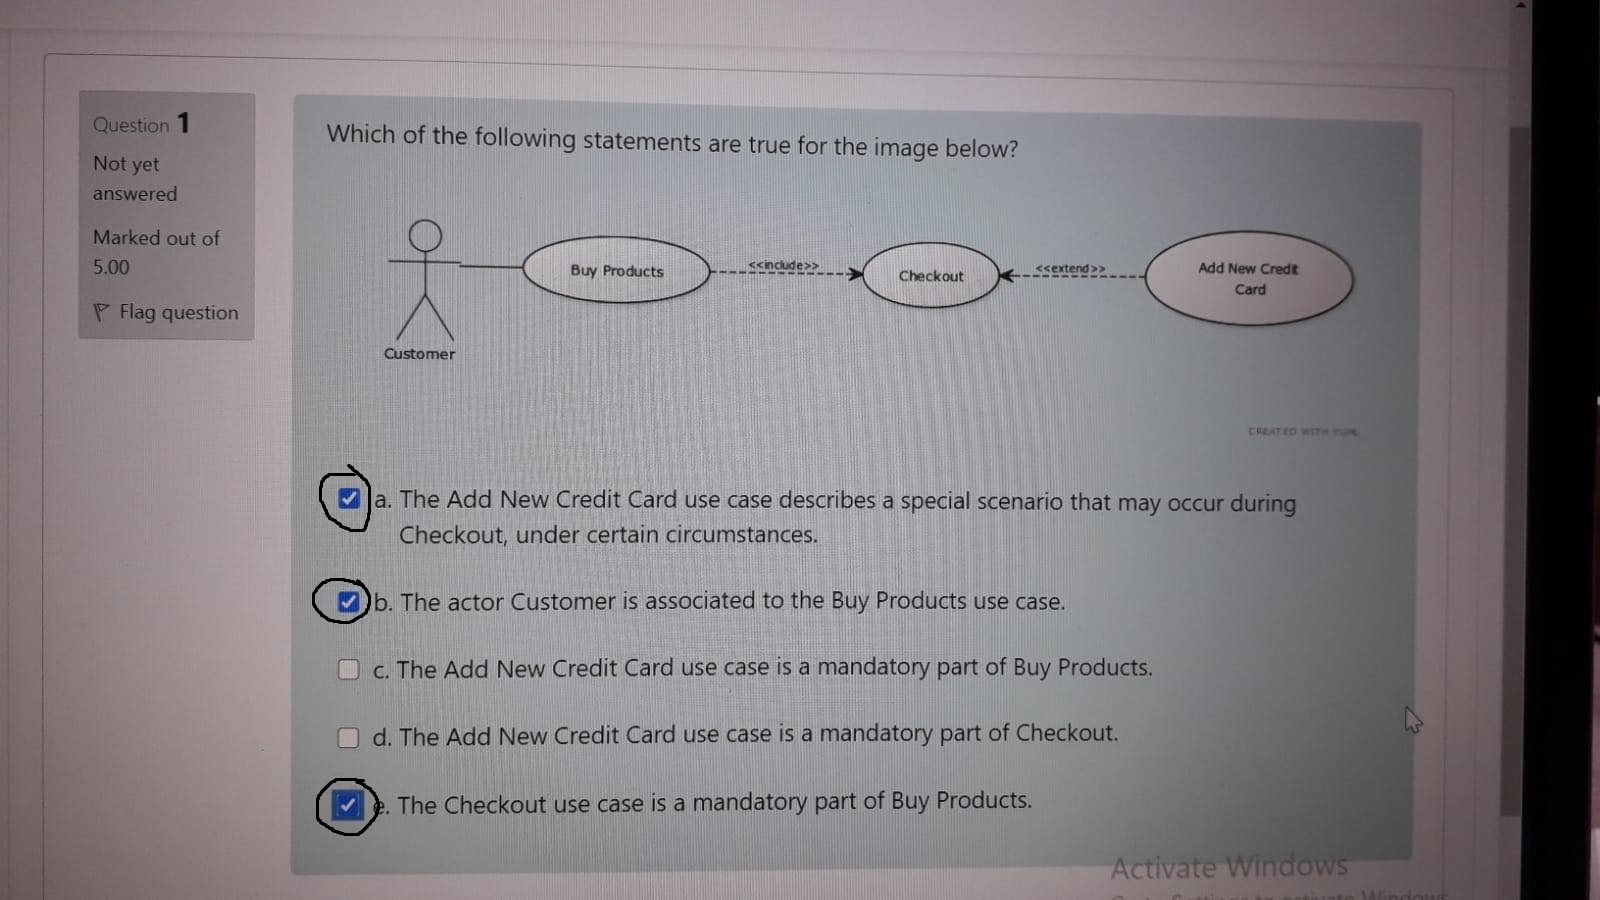 Question 1
Not yet
answered
Marked out of
5.00
Flag question
Which of the following statements are true for the image below?
Customer
Buy Products
<<include>>
Checkout
<<extend>>
Add New Credit
Card
CREATED WITH YUML
a. The Add New Credit Card use case describes a special scenario that may occur during
Checkout, under certain circumstances.
b. The actor Customer is associated to the Buy Products use case.
c. The Add New Credit Card use case is a mandatory part of Buy Products.
d. The Add New Credit Card use case is a mandatory part of Checkout.
e. The Checkout use case is a mandatory part of Buy Products.
Activate Windows